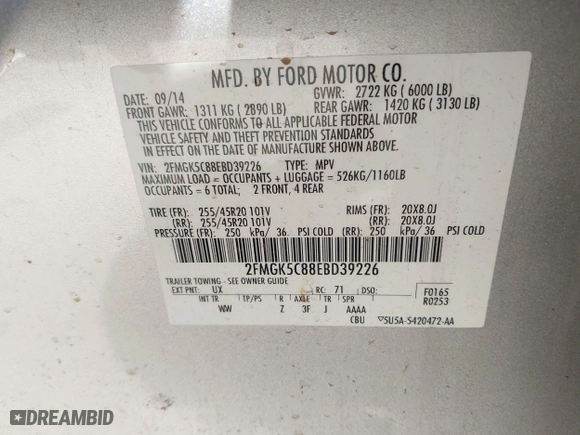 MFD. BY FORD MOTOR CO.
DATE: 09/14 GVWR: 2722 KG ( 6000 LB)
FRONT GAWR: 1311 KG ( 2890 LB) REAR GAWR: 1420 KG ( 3130 LB)
THIS VEHICLE CONFORMS TO ALL APPLICABLE FEDERAL MOTOR
VEHICLE SAFETY AND THEFT PREVENTION STANDARDS
IN EFFECT ON THE DATE OF MANUFACTURE SHOWN ABOVE.
VIN: 2FMGK5C88EBD39226 TYPE: MPV
MAXIMUM LOAD = OCCUPANTS + LUGGAGE = 526KG/1160LB
OCCUPANTS = 6 TOTAL; 2 FRONT, 4 REAR
TIRE (FR): 255/45R20 101V RIMS (FR): 20X8.0J
(RR): 255/45R20 101V (RR): 20X8.0J
PRESSURE (FR): 250 kPa/ 36 PSI COLD (RR): 250 kPa/ 36 PSI COLD
2FMGK5C88EBD39226
TRAILER TOWING - SEE OWNER GUIDE
EXT PNT: UX RC: 71 DSO: F0165
INT TR TP/PS R AXLE TR SPR R0253
WW Z 3F J AAAA
CBU ▽5U5A-5420472-AA
DREAMBID